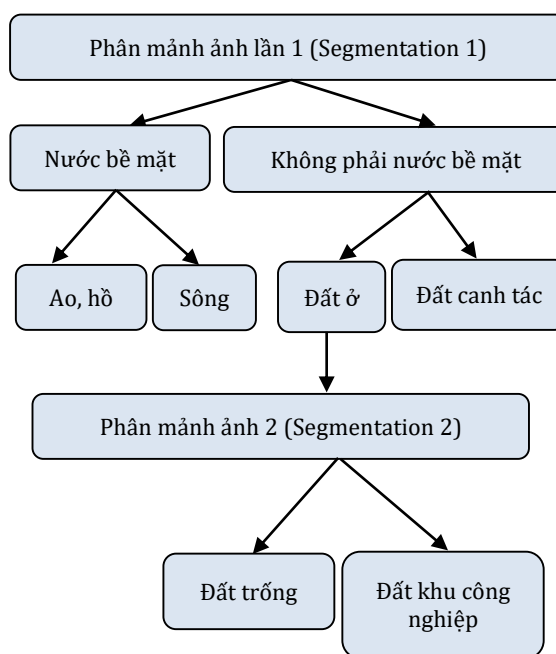 Phân mảnh ảnh lần 1 (Segmentation 1)
Nước bề mặt
Không phải nước bề mặt
Ao, hồ
Sông
Đất ở
Đất canh tác
Phân mảnh ảnh 2 (Segmentation 2)
Đất trống
Đất khu công
nghiệp